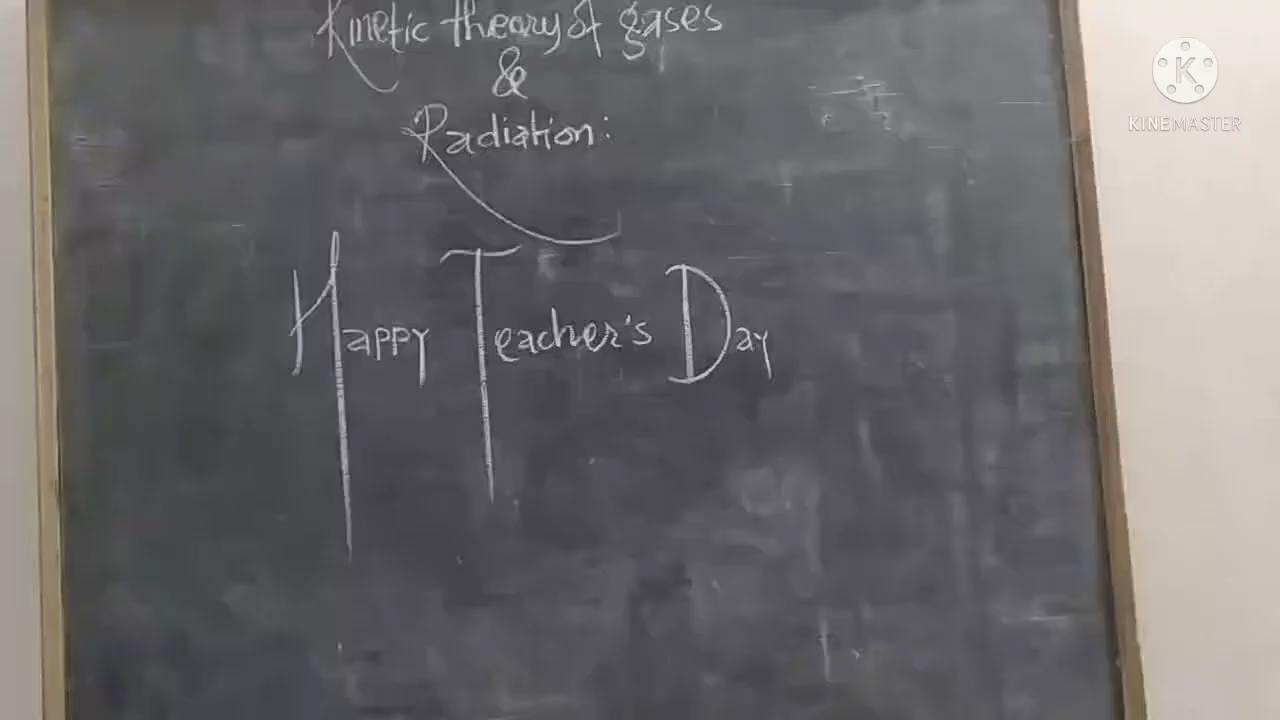 Kinetic theory of gases
&
Radiation:
Happy Teacher's Day
K
KINEMASTER